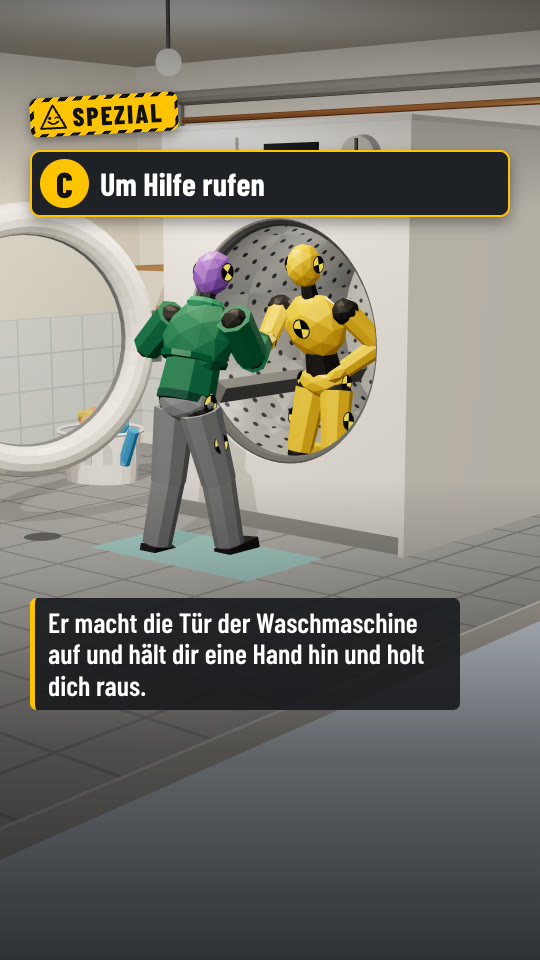 SPEZIAL
C Um Hilfe rufen
Er macht die Tür der Waschmaschine
auf und hält dir eine Hand hin und holt
dich raus.